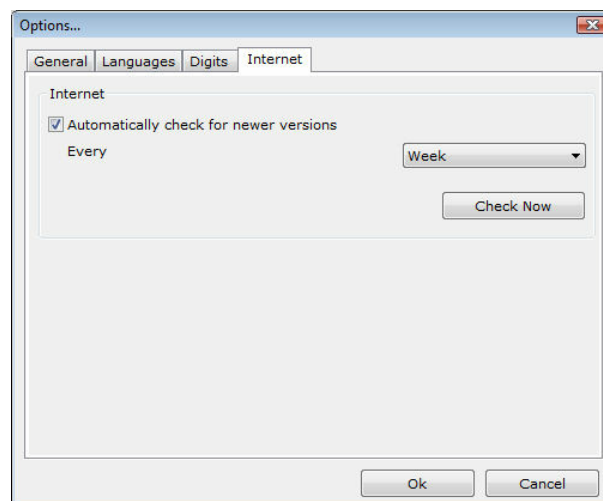 Options...
General Languages Digits Internet
Internet
Automatically check for newer versions
Every Week
Check Now
Ok Cancel